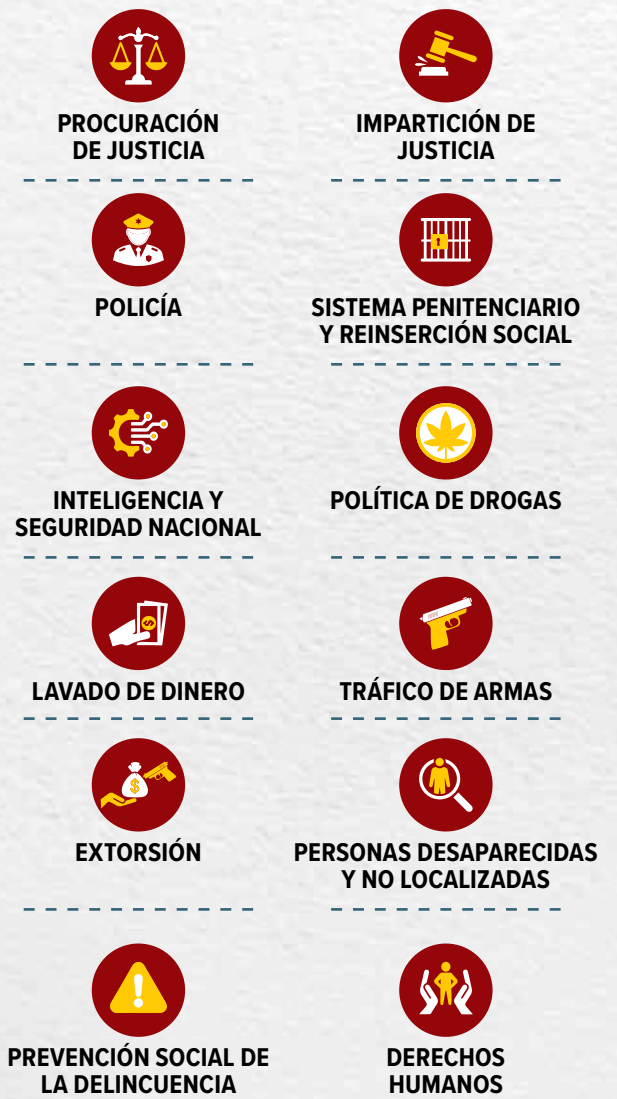 PROCURACIÓN
DE JUSTICIA
IMPARTICIÓN DE
JUSTICIA
POLICÍA
SISTEMA PENITENCIARIO
Y REINSERCIÓN SOCIAL
INTELIGENCIA Y
SEGURIDAD NACIONAL
POLÍTICA DE DROGAS
LAVADO DE DINERO
TRÁFICO DE ARMAS
EXTORSIÓN
PERSONAS DESAPARECIDAS
Y NO LOCALIZADAS
PREVENCIÓN SOCIAL DE
LA DELINCUENCIA
DERECHOS
HUMANOS